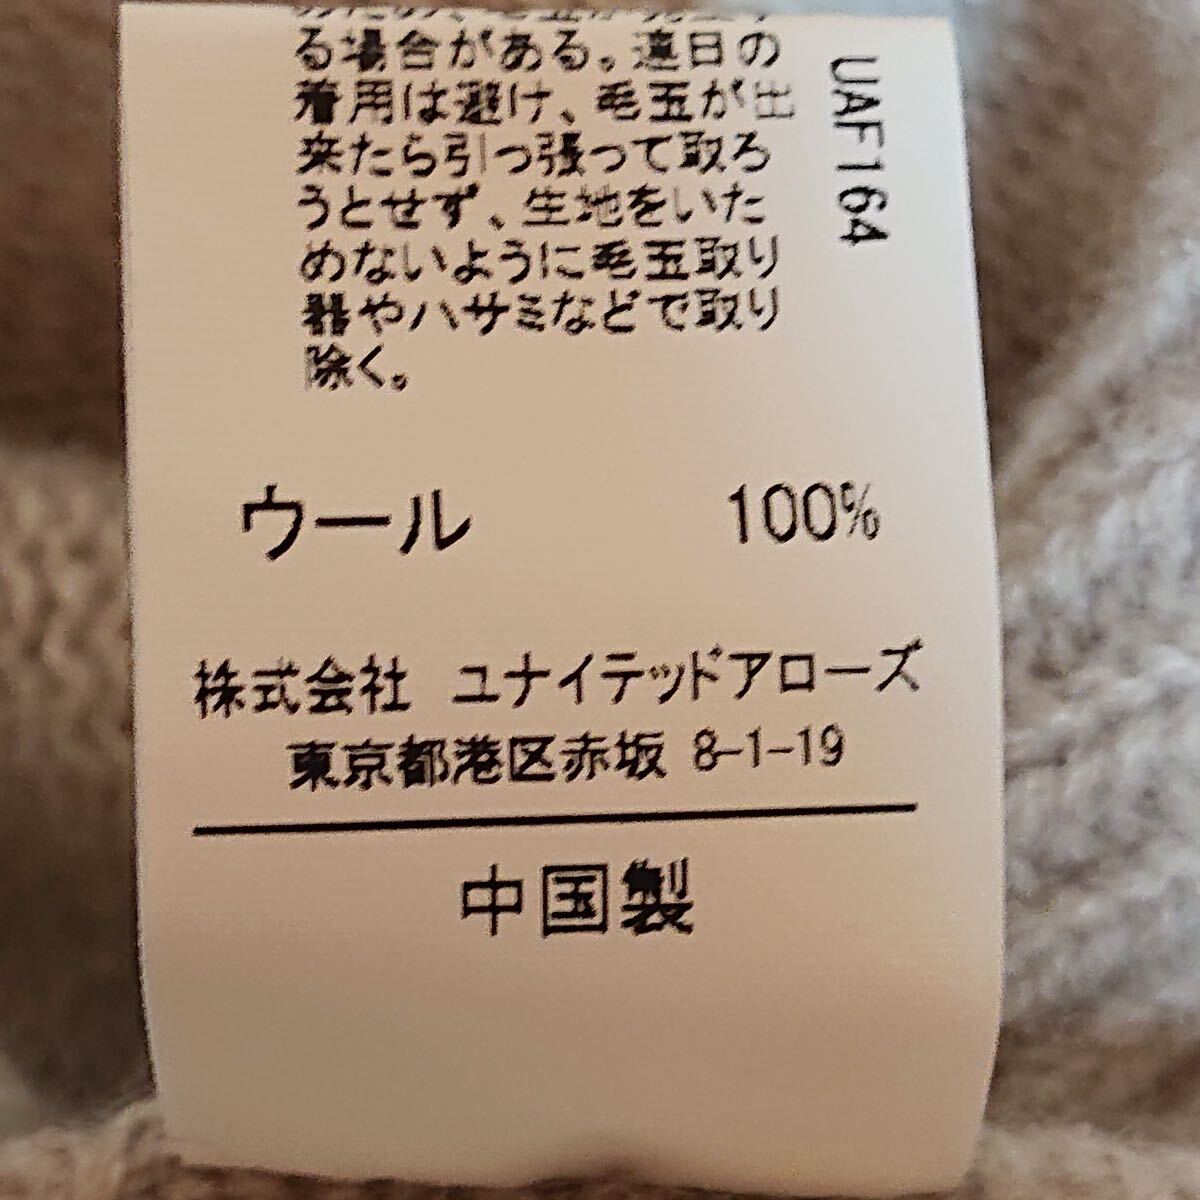 る場合がある。連日の
着用は避け、毛玉が出
来たら引っ張って取ろ
うとせず、生地をいた
めないように毛玉取り
器やハサミなどで取り
除く。
UAF164
ウール 100%
株式会社 ユナイテッドアローズ
東京都港区赤坂 8-1-19
中国製